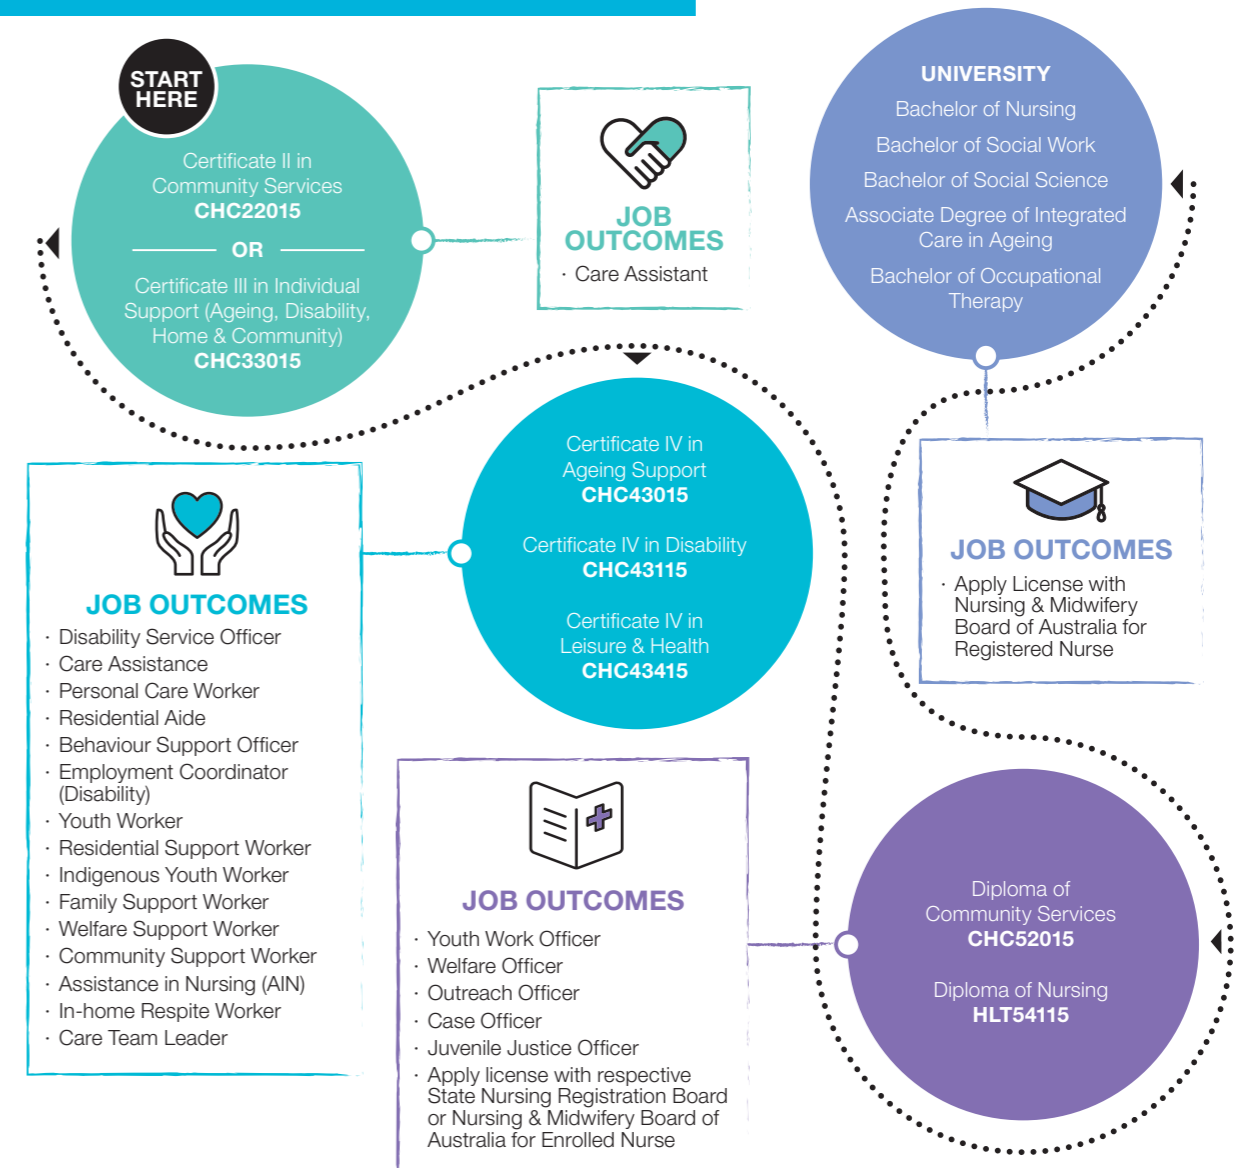 START
HERE
Certificate II in
Community Services
CHC22015
OR
Certificate III in Individual
Support (Ageing, Disability,
Home & Community)
CHC33015
JOB
OUTCOMES
· Care Assistant
UNIVERSITY
Bachelor of Nursing
Bachelor of Social Work
Bachelor of Social Science
Associate Degree of Integrated
Care in Ageing
Bachelor of Occupational
Therapy
Certificate IV in
Ageing Support
CHC43015
Certificate IV in Disability
CHC43115
Certificate IV in
Leisure & Health
CHC43415
JOB OUTCOMES
· Disability Service Officer
· Care Assistance
· Personal Care Worker
· Residential Aide
· Behaviour Support Officer
· Employment Coordinator
(Disability)
· Youth Worker
· Residential Support Worker
· Indigenous Youth Worker
· Family Support Worker
· Welfare Support Worker
· Community Support Worker
· Assistance in Nursing (AIN)
· In-home Respite Worker
· Care Team Leader
JOB OUTCOMES
· Apply License with
Nursing & Midwifery
Board of Australia for
Registered Nurse
JOB OUTCOMES
· Youth Work Officer
· Welfare Officer
· Outreach Officer
· Case Officer
· Juvenile Justice Officer
· Apply license with respective
State Nursing Registration Board
or Nursing & Midwifery Board of
Australia for Enrolled Nurse
Diploma of
Community Services
CHC52015
Diploma of Nursing
HLT54115